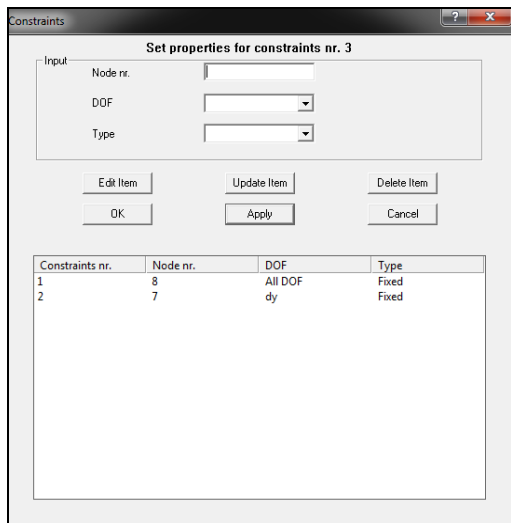 Constraints
Set properties for constraints nr. 3
Input
Node nr.
DOF
Type
Edit Item Update Item Delete Item
OK Apply Cancel
Constraints nr. Node nr. DOF Type
1 8 All DOF Fixed
2 7 dy Fixed